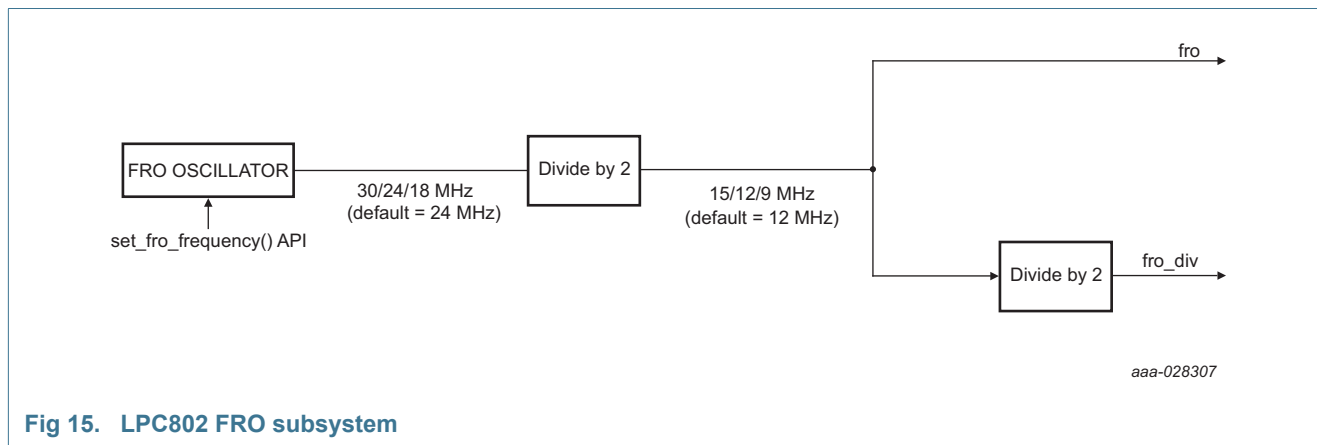 fro
FRO OSCILLATOR
Divide by 2
30/24/18 MHz
(default = 24 MHz)
15/12/9 MHz
(default = 12 MHz)
set_fro_frequency() API
Divide by 2
fro_div
aaa-028307
Fig 15. LPC802 FRO subsystem